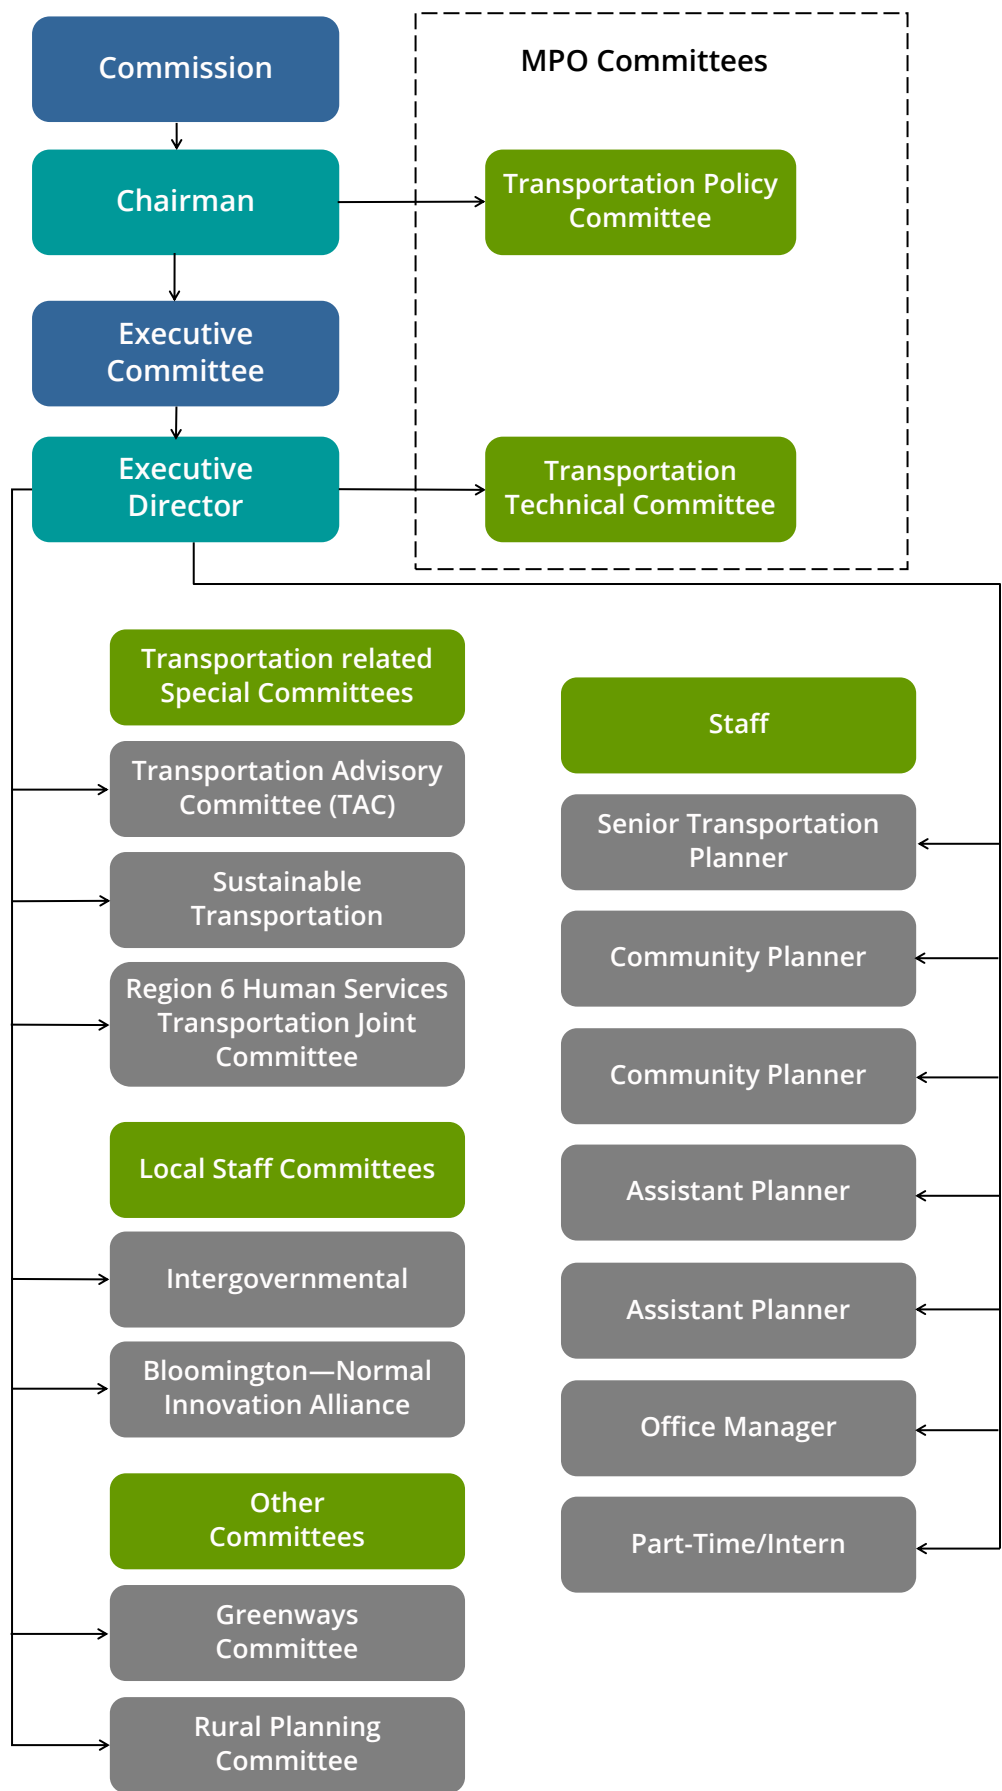 Commission
MPO Committees
Chairman
Transportation Policy
Committee
Executive
Committee
Executive
Director
Transportation
Technical Committee
Transportation related
Special Committees
Transportation Advisory
Committee (TAC)
Sustainable
Transportation
Region 6 Human Services
Transportation Joint
Committee
Local Staff Committees
Intergovernmental
Bloomington—Normal
Innovation Alliance
Other
Committees
Greenways
Committee
Rural Planning
Committee
Staff
Senior Transportation
Planner
Community Planner
Community Planner
Assistant Planner
Assistant Planner
Office Manager
Part-Time/Intern